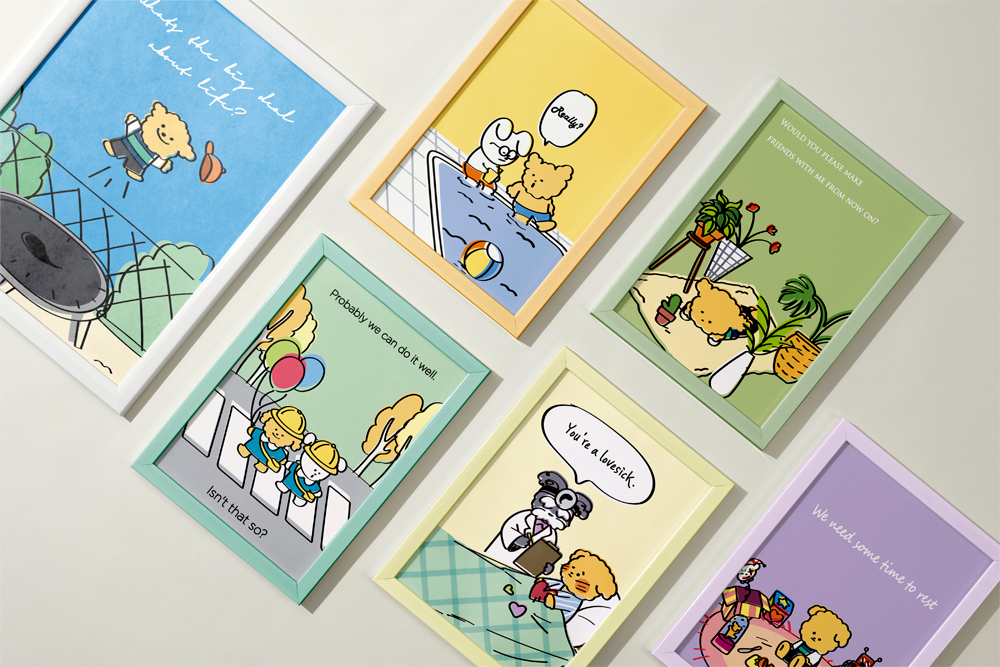 Whats the big deal
about life?
Really?
WOULD YOU PLEASE MAKE
FRIENDS WITH ME FROM NOW ON?
Probably we can do it well.
Isn't that so?
You're a lovesick.
We need some time to rest